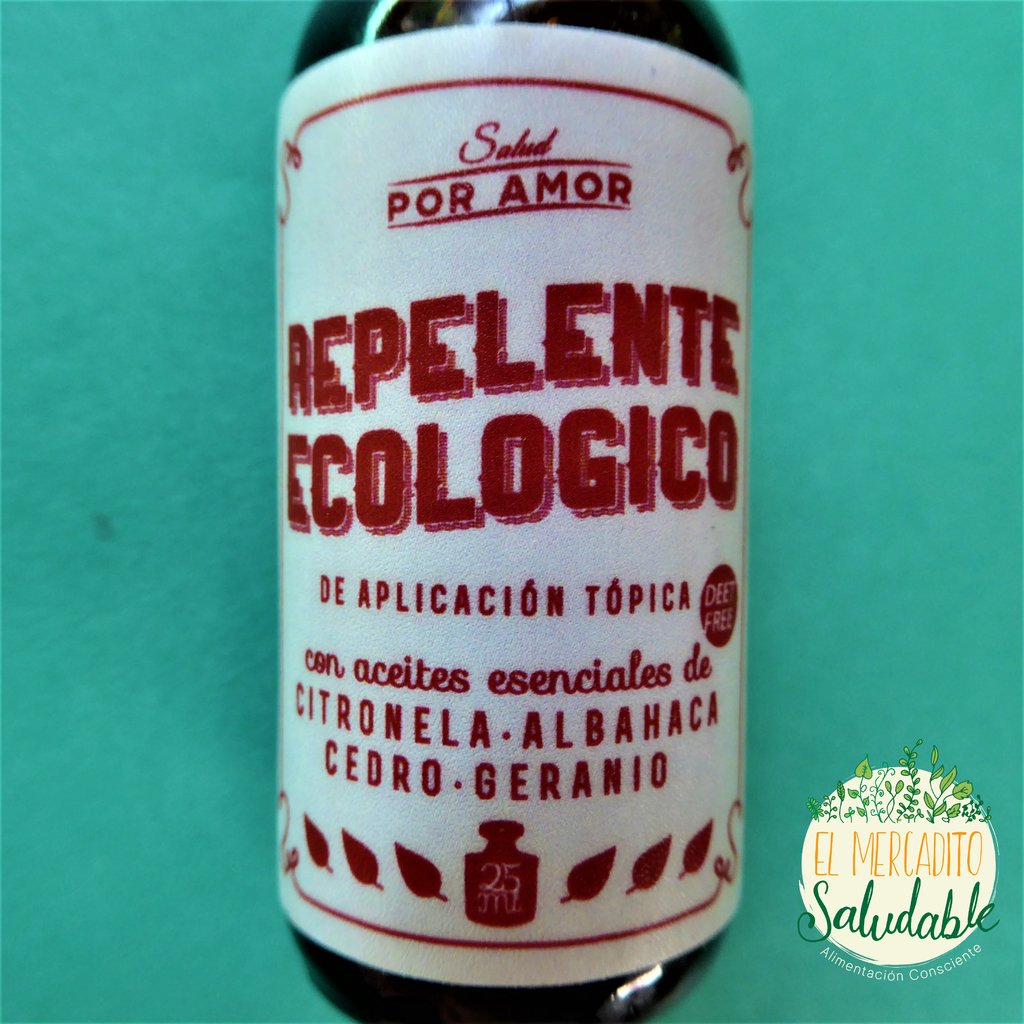 Salud
POR AMOR
REPELENTE
ECOLOGICO
DE APLICACIÓN TÓPICA
DEET
FREE
con aceites esenciales de
CITRONELA·ALBAHACA
CEDRO·GERANIO
25
ml
EL MERCADITO
Saludable
Alimentación Consciente